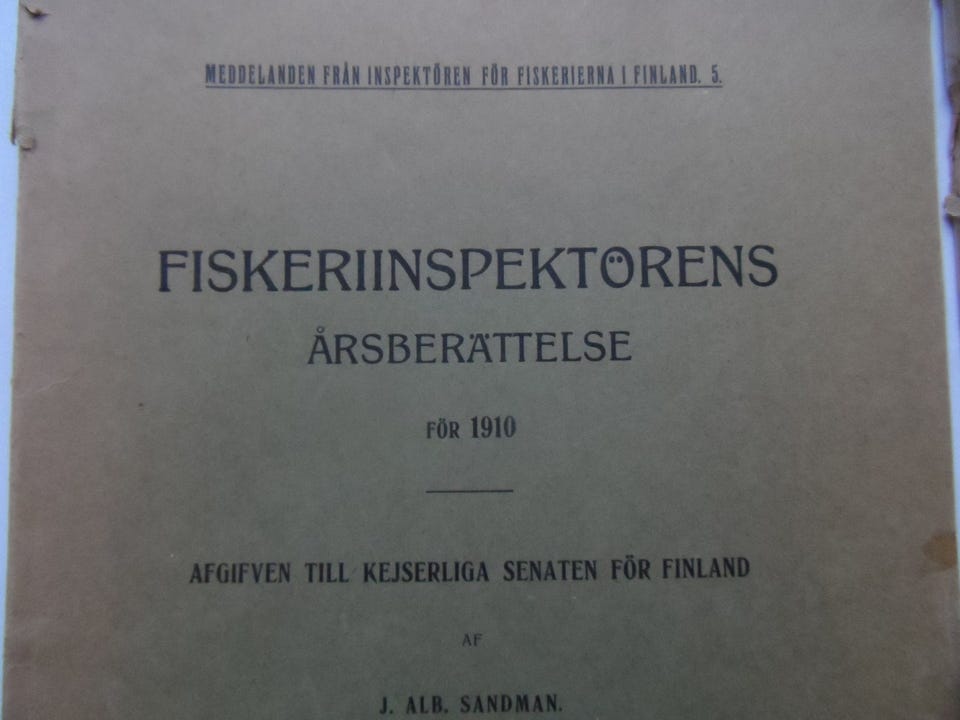 MEDDELANDEN FRÅN INSPEKTÖREN FÖR FISKERIERNA I FINLAND. 5.
FISKERIINSPEKTÖRENS
ÅRSBERÄTTELSE
FÖR 1910
AFGIFVEN TILL KEJSERLIGA SENATEN FÖR FINLAND
AF
J. ALB. SANDMAN.